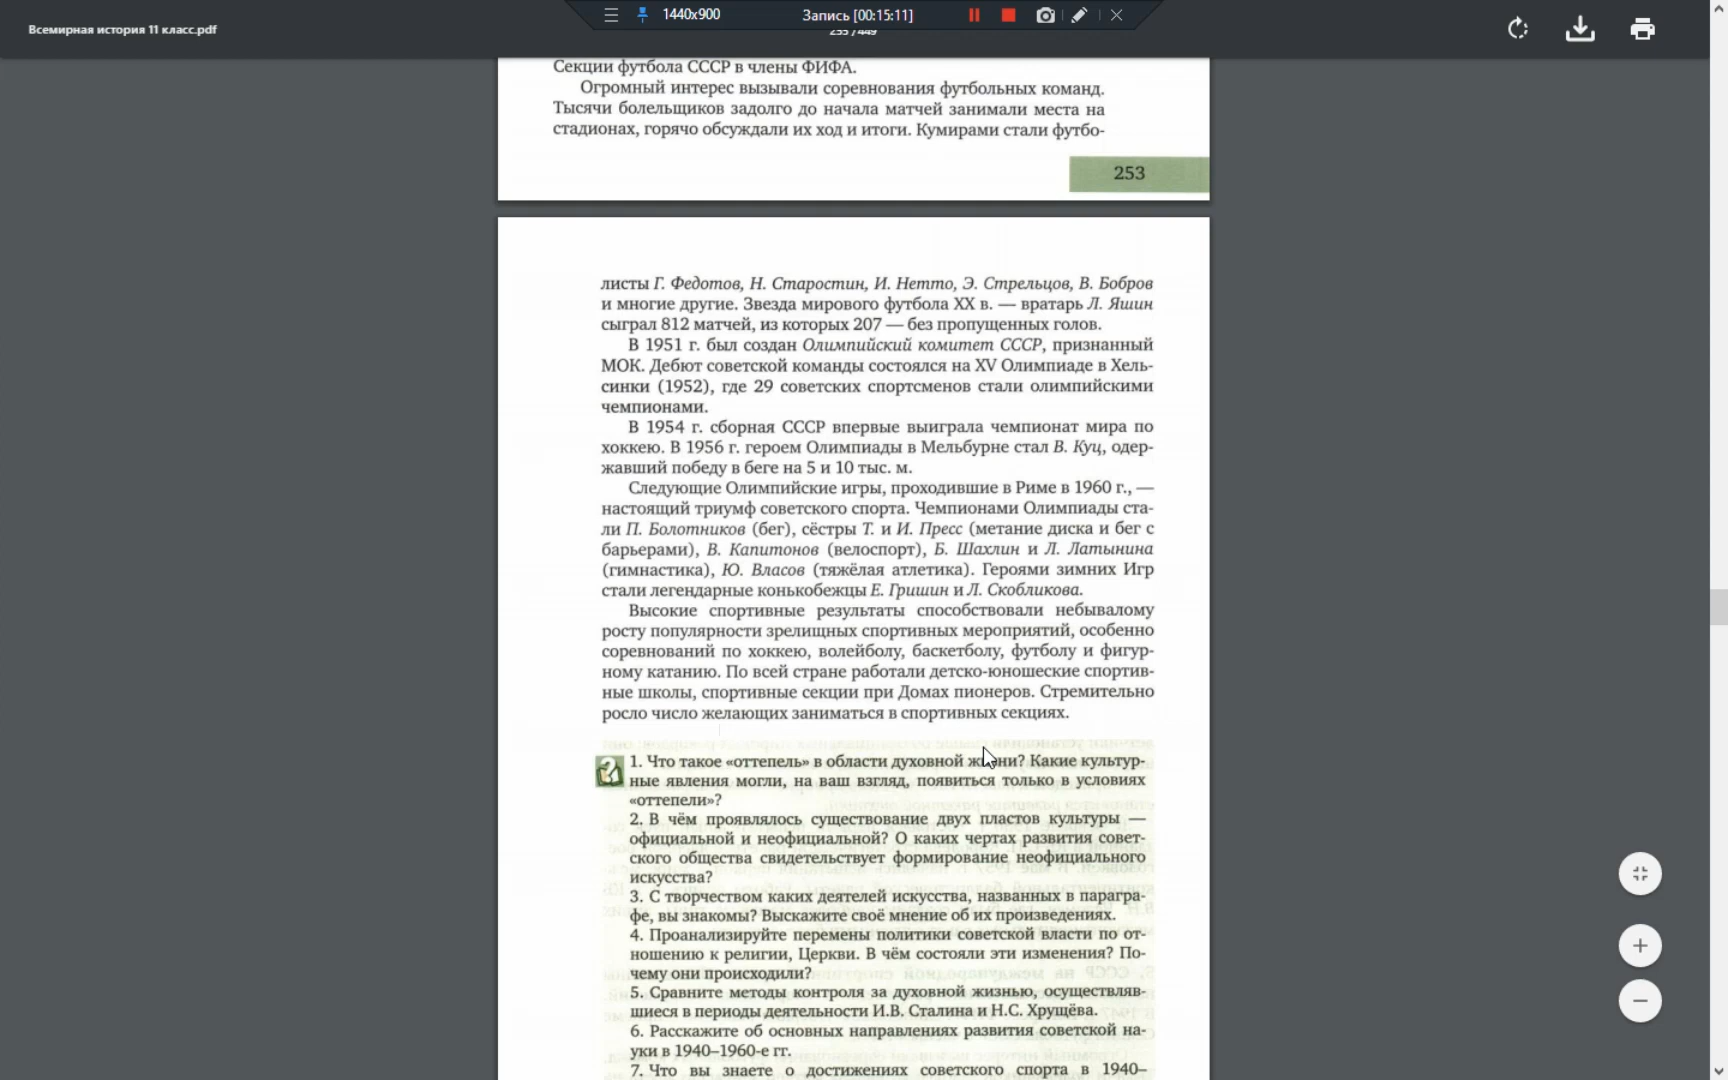 1440x900
Запись [00:15:11]
Всемирная история 11 класс.pdf
255 / 449
Секции футбола СССР в члены ФИФА.
Огромный интерес вызывали соревнования футбольных команд.
Тысячи болельщиков задолго до начала матчей занимали места на
стадионах, горячо обсуждали их ход и итоги. Кумирами стали футбо-
253
листы Г. Федотов, Н. Старостин, И. Нетто, Э. Стрельцов, В. Бобров
и многие другие. Звезда мирового футбола XX в. — вратарь Л. Яшин
сыграл 812 матчей, из которых 207 — без пропущенных голов.
В 1951 г. был создан Олимпийский комитет СССР, признанный
МОК. Дебют советской команды состоялся на XV Олимпиаде в Хель-
синки (1952), где 29 советских спортсменов стали олимпийскими
чемпионами.
В 1954 г. сборная СССР впервые выиграла чемпионат мира по
хоккею. В 1956 г. героем Олимпиады в Мельбурне стал В. Куц, одер-
жавший победу в беге на 5 и 10 тыс. м.
Следующие Олимпийские игры, проходившие в Риме в 1960 г., —
настоящий триумф советского спорта. Чемпионами Олимпиады ста-
ли П. Болотников (бег), сёстры Т. и И. Пресс (метание диска и бег с
барьерами), В. Капитонов (велоспорт), Б. Шахлин и Л. Латынина
(гимнастика), Ю. Власов (тяжёлая атлетика). Героями зимних Игр
стали легендарные конькобежцы Е. Гришин и Л. Скобликова.
Высокие спортивные результаты способствовали небывалому
росту популярности зрелищных спортивных мероприятий, особенно
соревнований по хоккею, волейболу, баскетболу, футболу и фигур-
ному катанию. По всей стране работали детско-юношеские спортив-
ные школы, спортивные секции при Домах пионеров. Стремительно
росло число желающих заниматься в спортивных секциях.
1. Что такое «оттепель» в области духовной жизни? Какие культур-
ные явления могли, на ваш взгляд, появиться только в условиях
«оттепели»?
2. В чём проявлялось существование двух пластов культуры —
официальной и неофициальной? О каких чертах развития совет-
ского общества свидетельствует формирование неофициального
искусства?
3. С творчеством каких деятелей искусства, названных в парагра-
фе, вы знакомы? Выскажите своё мнение об их произведениях.
4. Проанализируйте перемены политики советской власти по от-
ношению к религии, Церкви. В чём состояли эти изменения? По-
чему они происходили?
5. Сравните методы контроля за духовной жизнью, осуществляв-
шиеся в периоды деятельности И.В. Сталина и Н.С. Хрущёва.
6. Расскажите об основных направлениях развития советской на-
уки в 1940–1960-е гг.
7. Что вы знаете о достижениях советского спорта в 1940–